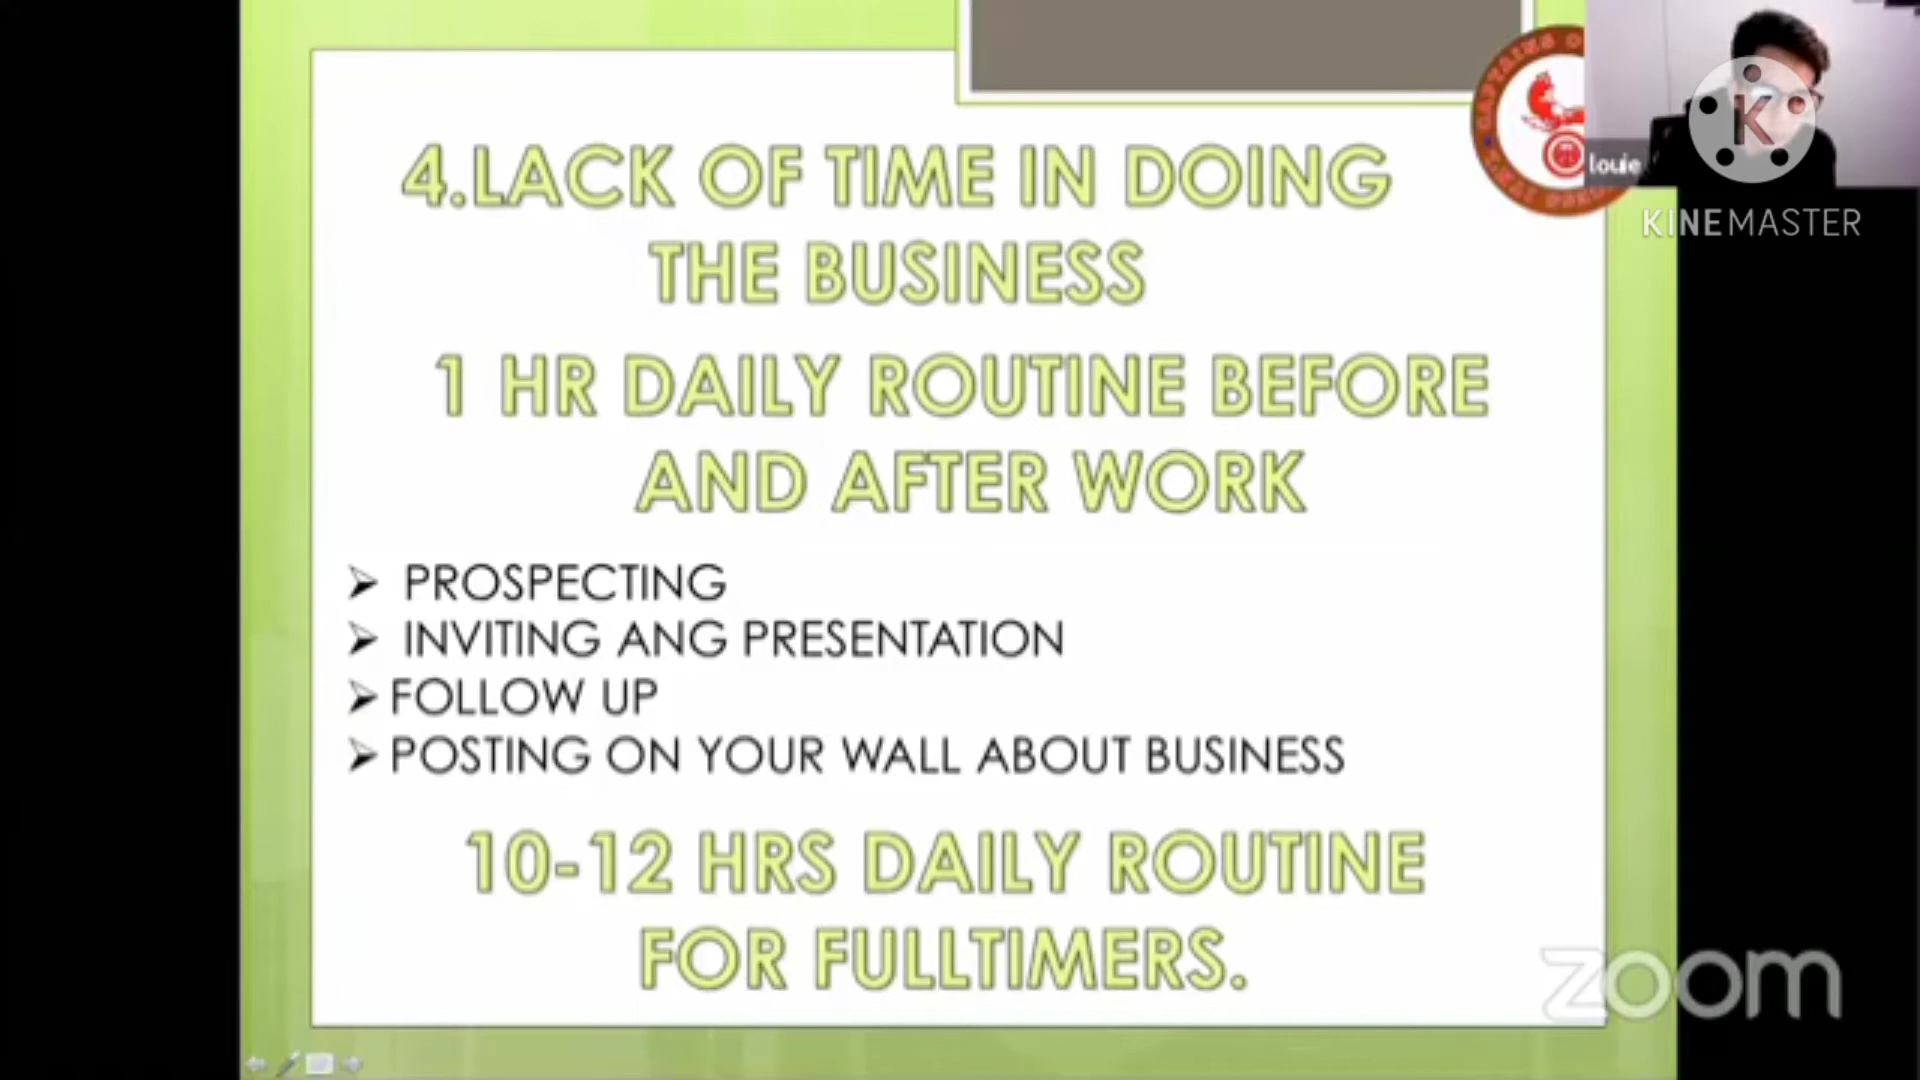 4.LACK OF TIME IN DOING
THE BUSINESS
1 HR DAILY ROUTINE BEFORE
AND AFTER WORK
PROSPECTING
INVITING ANG PRESENTATION
FOLLOW UP
POSTING ON YOUR WALL ABOUT BUSINESS
10-12 HRS DAILY ROUTINE
FOR FULLTIMERS.
louie
K
KINEMASTER
zoom